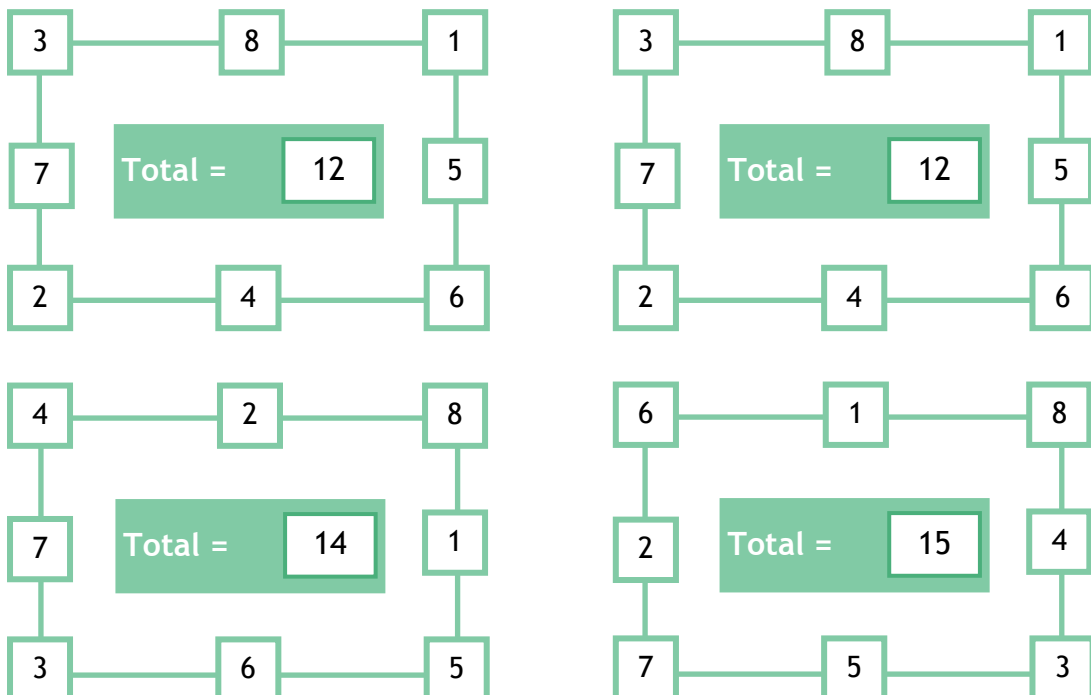 3 8 1
3 8 1
7 Total = 12 5
7 Total = 12 5
2 4 6
2 4 6
4 2 8
6 1 8
7 Total = 14 1
2 Total = 15 4
3 6 5
7 5 3